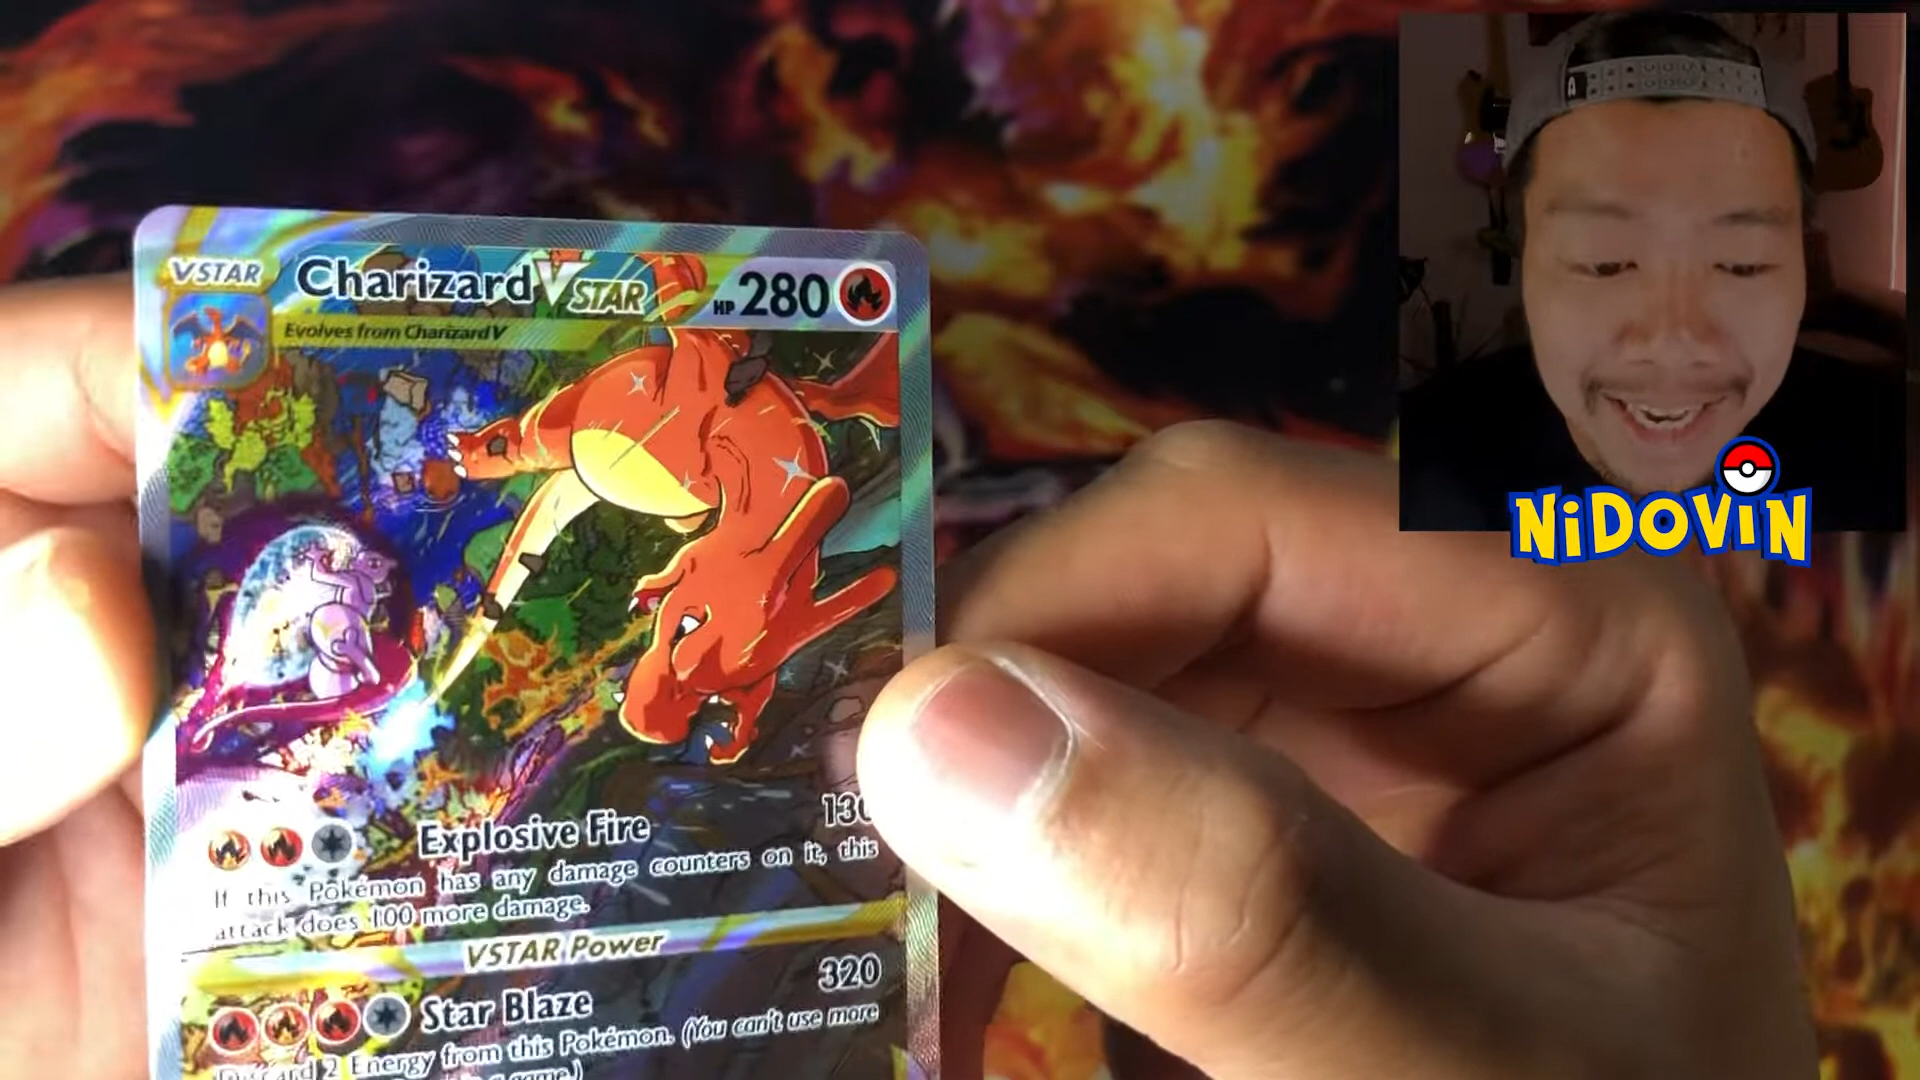 VSTAR Charizard VSTAR HP 280
Evolves from Charizard V
Explosive Fire
If this Pokémon has any damage counters on it, this
attack does 100 more damage.
VSTAR Power
Star Blaze 320
Discard 2 Energy from this Pokémon. (You can't use more
a game.)
A
NiDOViN